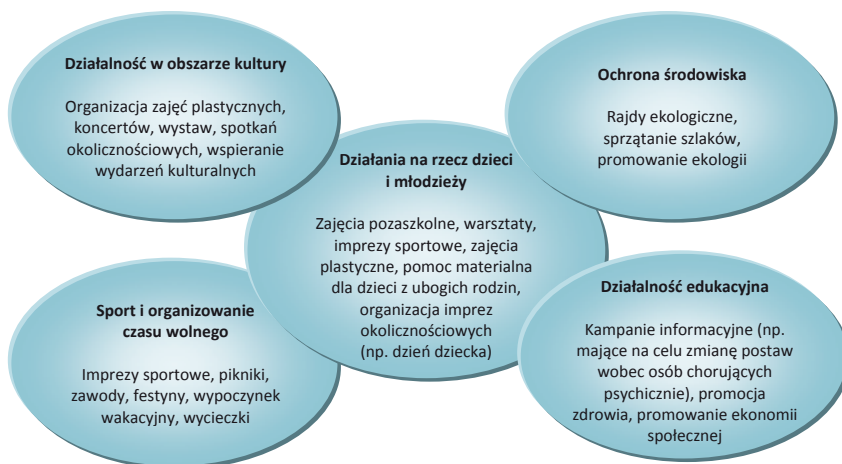 Działalność w obszarze kultury
Organizacja zajęć plastycznych,
koncertów, wystaw, spotkań
okolicznościowych, wspieranie
wydarzeń kulturalnych
Ochrona środowiska
Rajdy ekologiczne,
sprzątanie szlaków,
promowanie ekologii
Działania na rzecz dzieci
i młodzieży
Zajęcia pozaszkolne, warsztaty,
imprezy sportowe, zajęcia
plastyczne, pomoc materialna
dla dzieci z ubogich rodzin,
organizacja imprez
okolicznościowych
(np. dzień dziecka)
Sport i organizowanie
czasu wolnego
Imprezy sportowe, pikniki,
zawody, festyny, wypoczynek
wakacyjny, wycieczki
Działalność edukacyjna
Kampanie informacyjne (np.
mające na celu zmianę postaw
wobec osób chorujących
psychicznie), promocja
zdrowia, promowanie ekonomii
społecznej